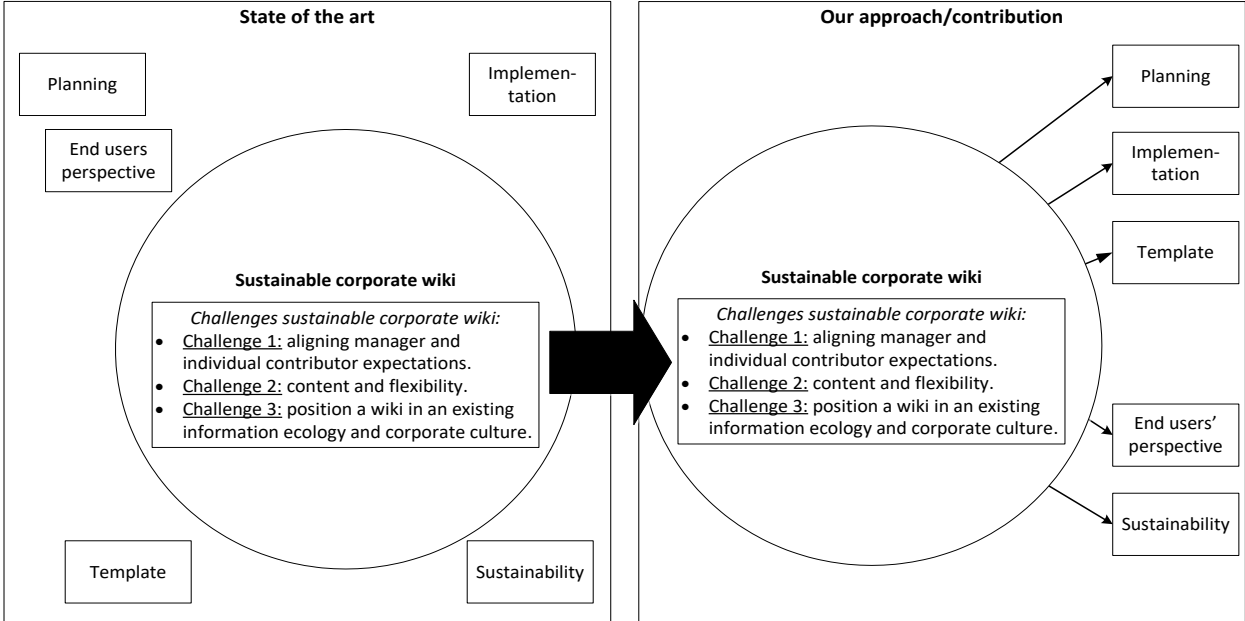 State of the art
Planning
Implemen-
tation
End users
perspective
Sustainable corporate wiki
Challenges sustainable corporate wiki:
• Challenge 1: aligning manager and
individual contributor expectations.
• Challenge 2: content and flexibility.
• Challenge 3: position a wiki in an existing
information ecology and corporate culture.
Template
Sustainability
Our approach/contribution
Planning
Implemen-
tation
Template
Sustainable corporate wiki
Challenges sustainable corporate wiki:
• Challenge 1: aligning manager and
individual contributor expectations.
• Challenge 2: content and flexibility.
• Challenge 3: position a wiki in an existing
information ecology and corporate culture.
End users'
perspective
Sustainability